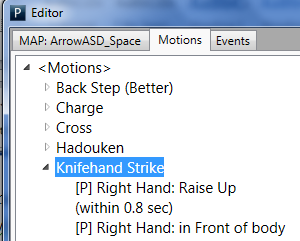 P Editor
MAP: ArrowASD_Space Motions Events
<Motions>
Back Step (Better)
Charge
Cross
Hadouken
Knifehand Strike
[P] Right Hand: Raise Up
(within 0.8 sec)
[P] Right Hand: in Front of body